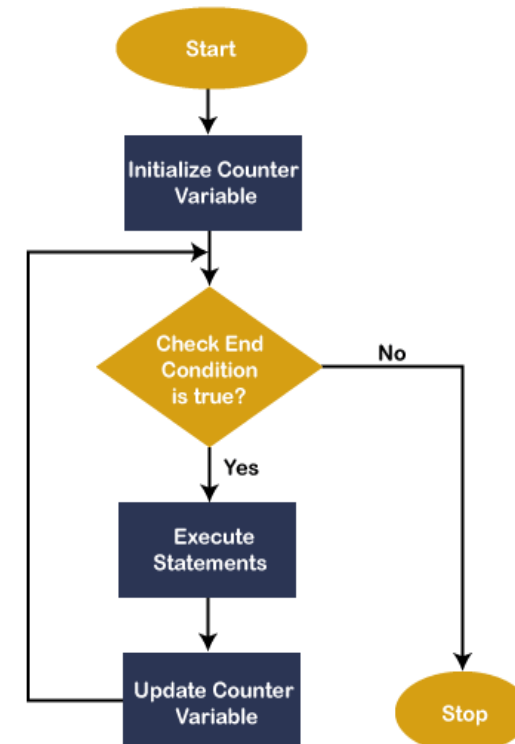 Start
Initialize Counter
Variable
Check End
Condition
is true?
No
Yes
Execute
Statements
Update Counter
Variable
Stop